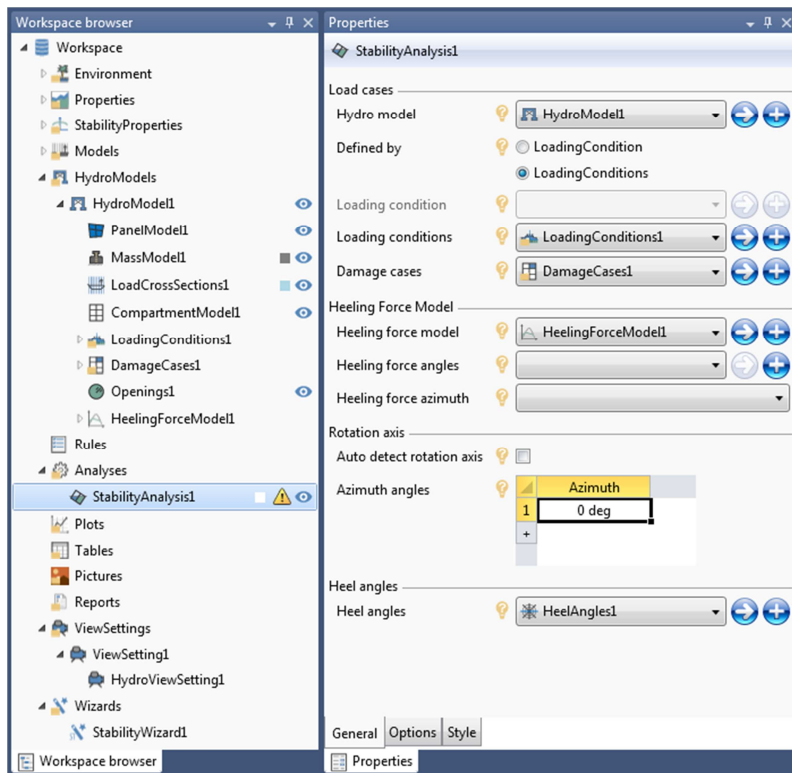 Workspace browser
Workspace
Environment
Properties
StabilityProperties
Models
HydroModels
HydroModel1
PanelModel1
MassModel1
LoadCrossSections1
CompartmentModel1
LoadingConditions1
DamageCases1
Openings1
HeelingForceModel1
Rules
Analyses
StabilityAnalysis1
Plots
Tables
Pictures
Reports
ViewSettings
ViewSetting1
HydroViewSetting1
Wizards
StabilityWizard1
Workspace browser
Properties
StabilityAnalysis1
Load cases
Hydro model HydroModel1
Defined by LoadingCondition
LoadingConditions
Loading condition
Loading conditions LoadingConditions1
Damage cases DamageCases1
Heeling Force Model
Heeling force model HeelingForceModel1
Heeling force angles
Heeling force azimuth
Rotation axis
Auto detect rotation axis
Azimuth angles Azimuth
1 0 deg
+
Heel angles
Heel angles HeelAngles1
General Options Style
Properties